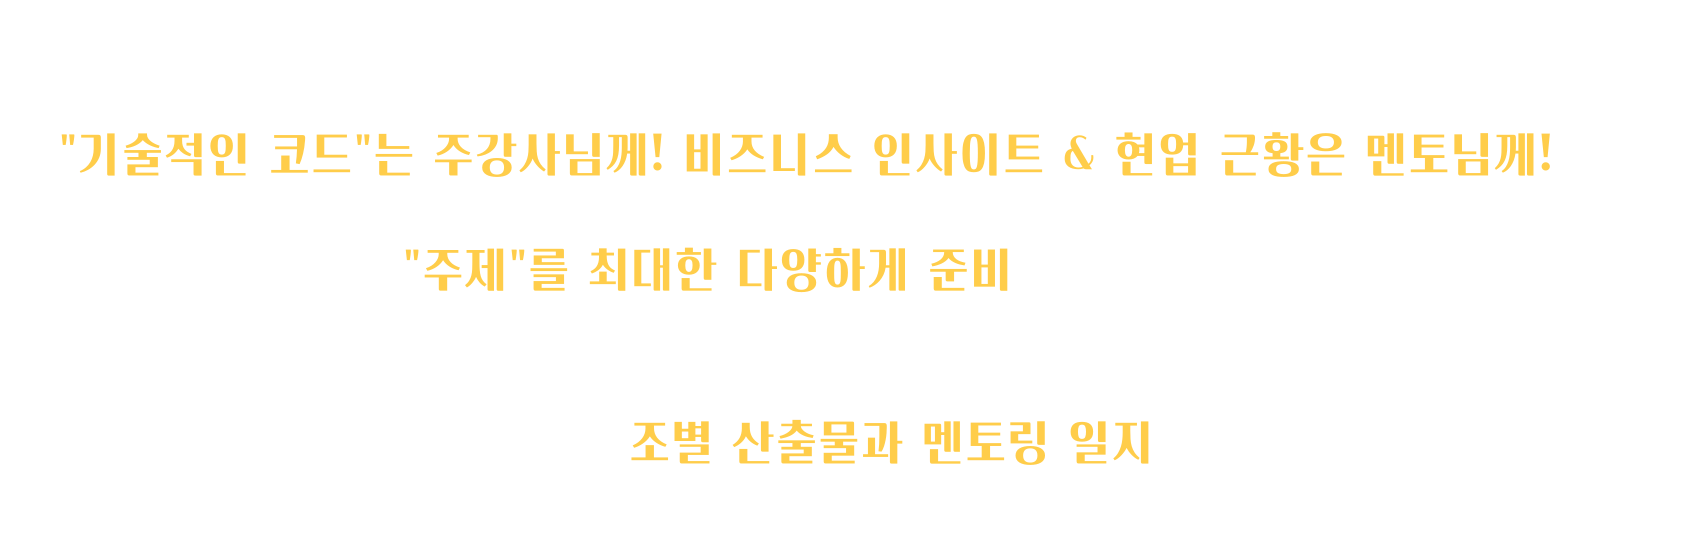 "기술적인 코드"는 주강사님께! 비즈니스 인사이트 & 현업 근황은 멘토님께!
"주제"를 최대한 다양하게 준비
조별 산출물과 멘토링 일지